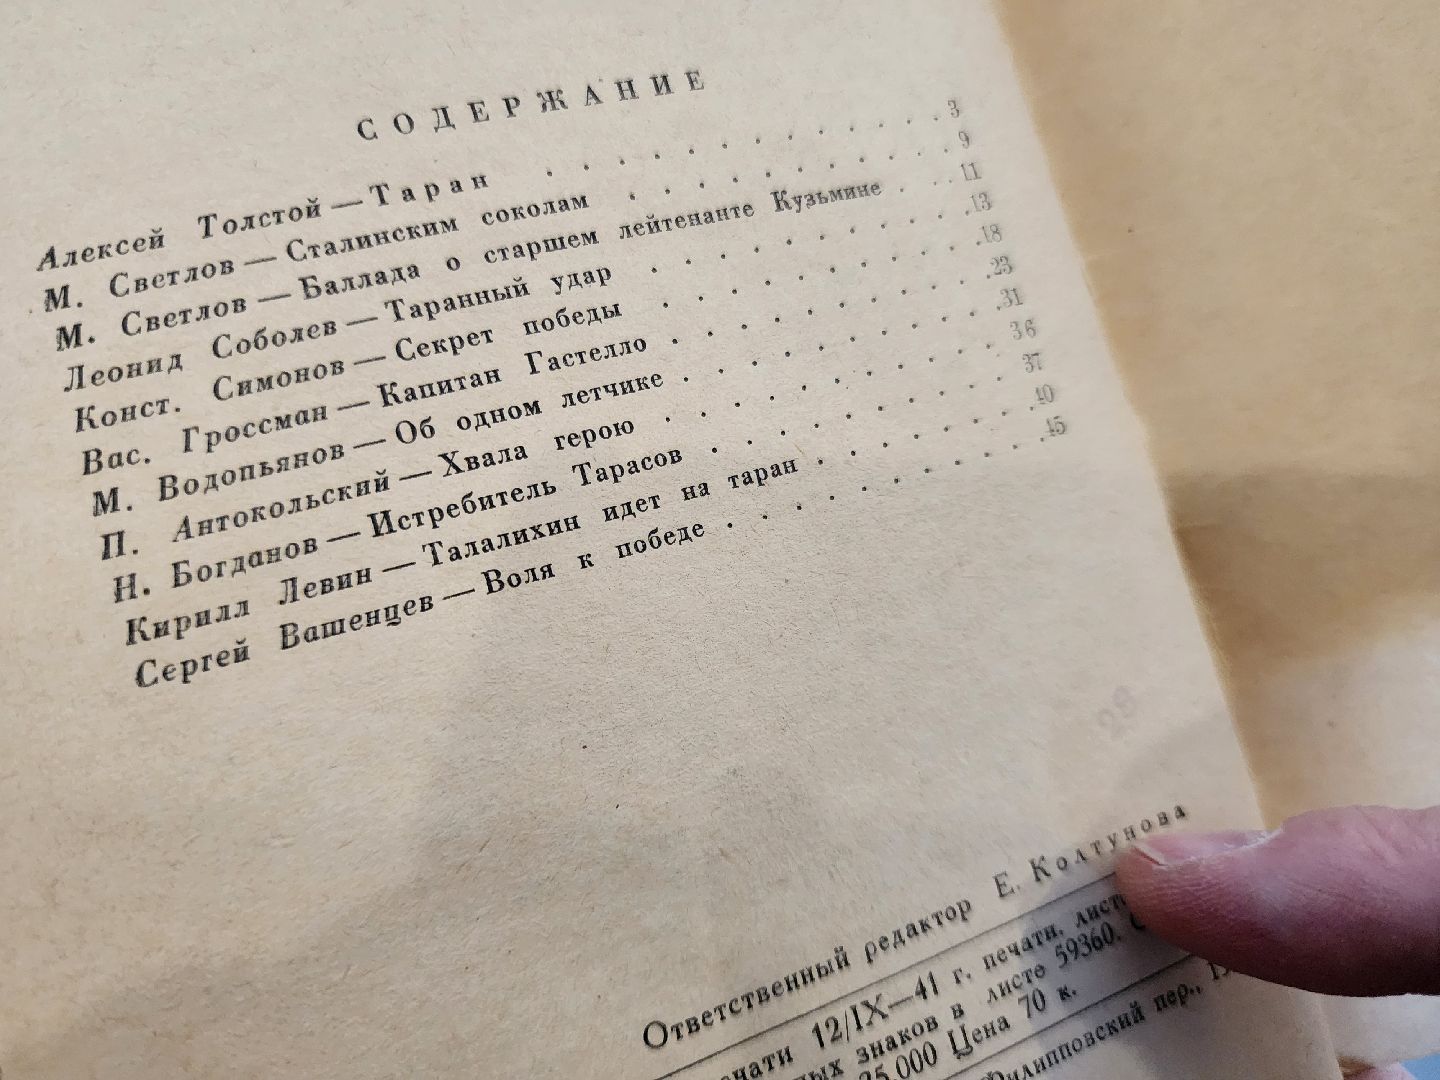 СОДЕРЖАНИЕ
Алексей Толстой — Таран . . . . . . . . . . . . 3
М. Светлов — Сталинским соколам . . . . . . . . . . 9
М. Светлов — Баллада о старшем лейтенанте Кузьмине . . . 11
Леонид Соболев — Таранный удар . . . . . . . . . . 13
Конст. Симонов — Секрет победы . . . . . . . . . . 18
Вас. Гроссман — Капитан Гастелло . . . . . . . . . . 23
М. Водопьянов — Об одном летчике . . . . . . . . . . 31
П. Антокольский — Хвала герою . . . . . . . . . . 36
Н. Богданов — Истребитель Тарасов . . . . . . . . . 37
Кирилл Левин — Талалихин идет на таран . . . . . . . 40
Сергей Вашенцев — Воля к победе . . . . . . . . . . 45
Ответственный редактор Е. Колтунова
12/IX—41 г. печатн.
знаков в листе 59360.
25.000 Цена 70 к.
Филипповский пер.,